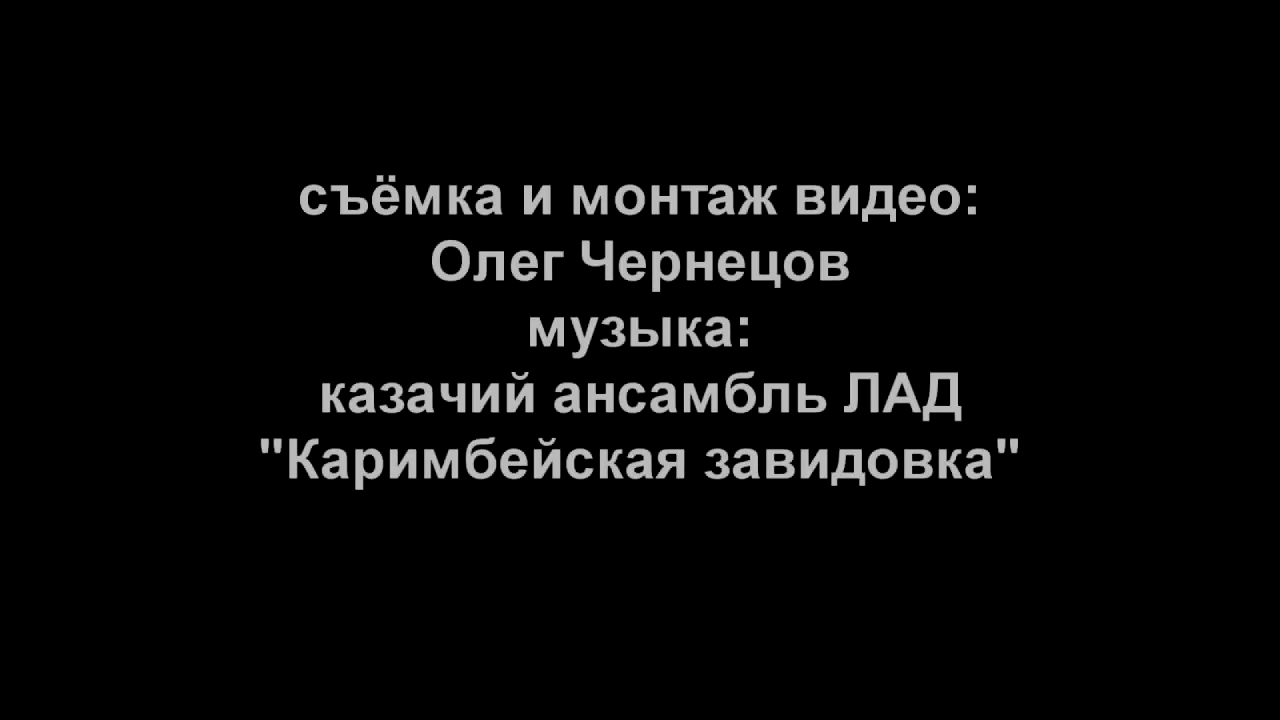 съёмка и монтаж видео:
Олег Чернецов
музыка:
казачий ансамбль ЛАД
"Каримбейская завидовка"